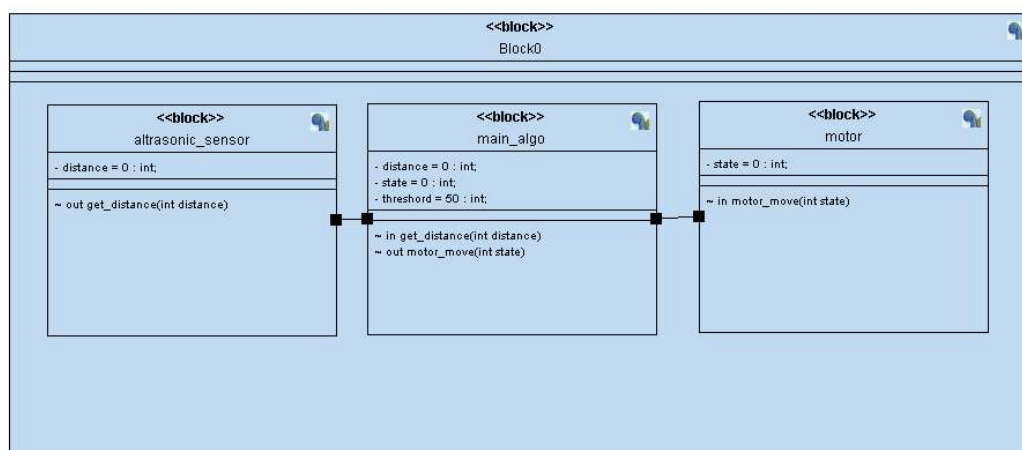 <<block>>
Block0
<<block>>
altrasonic_sensor
- distance = 0 : int;
~ out get_distance(int distance)
<<block>>
main_algo
- distance = 0 : int;
- state = 0 : int;
- threshord = 50 : int;
~ in get_distance(int distance)
~ out motor_move(int state)
<<block>>
motor
- state = 0 : int;
~ in motor_move(int state)